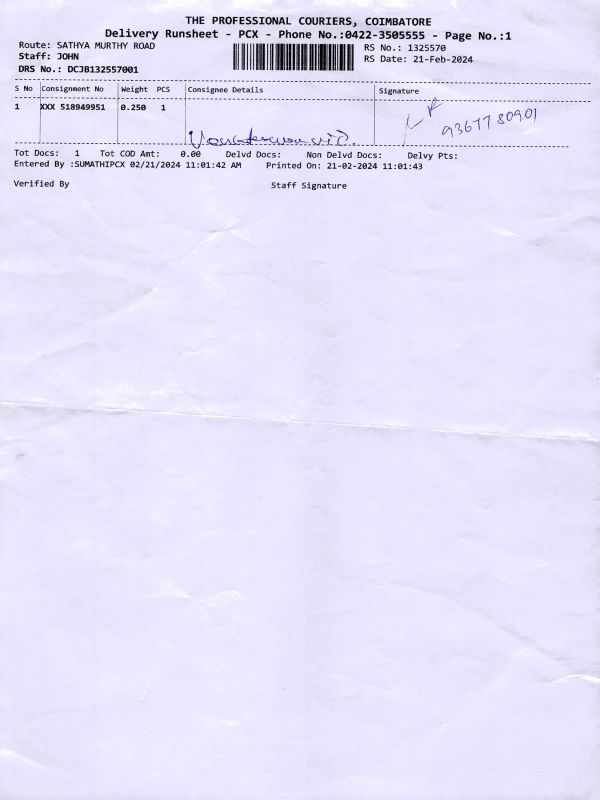 THE PROFESSIONAL COURIERS, COIMBATORE
Delivery Runsheet - PCX - Phone No.:0422-3505555 - Page No.:1
Route: SATHYA MURTHY ROAD
Staff: JOHN
DRS No.: DCJB132557001
RS No.: 1325570
RS Date: 21-Feb-2024
S No Consignment No Weight PCS Consignee Details Signature
1 XXX 518949951 0.250 1
9367780901
Tot Docs: 1 Tot COD Amt: 0.00 Delvd Docs: Non Delvd Docs: Delvy Pts:
Entered By :SUMATHIPCX 02/21/2024 11:01:42 AM Printed On: 21-02-2024 11:01:43
Verified By Staff Signature